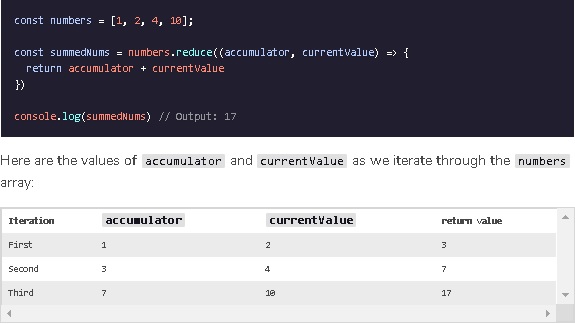 const numbers = [1, 2, 4, 10];
const summedNums = numbers.reduce((accumulator, currentValue) => {
  return accumulator + currentValue
})
console.log(summedNums) // Output: 17
Here are the values of accumulator and currentValue as we iterate through the numbers
array:
Iteration accumulator currentValue return value
First 1 2 3
Second 3 4 7
Third 7 10 17